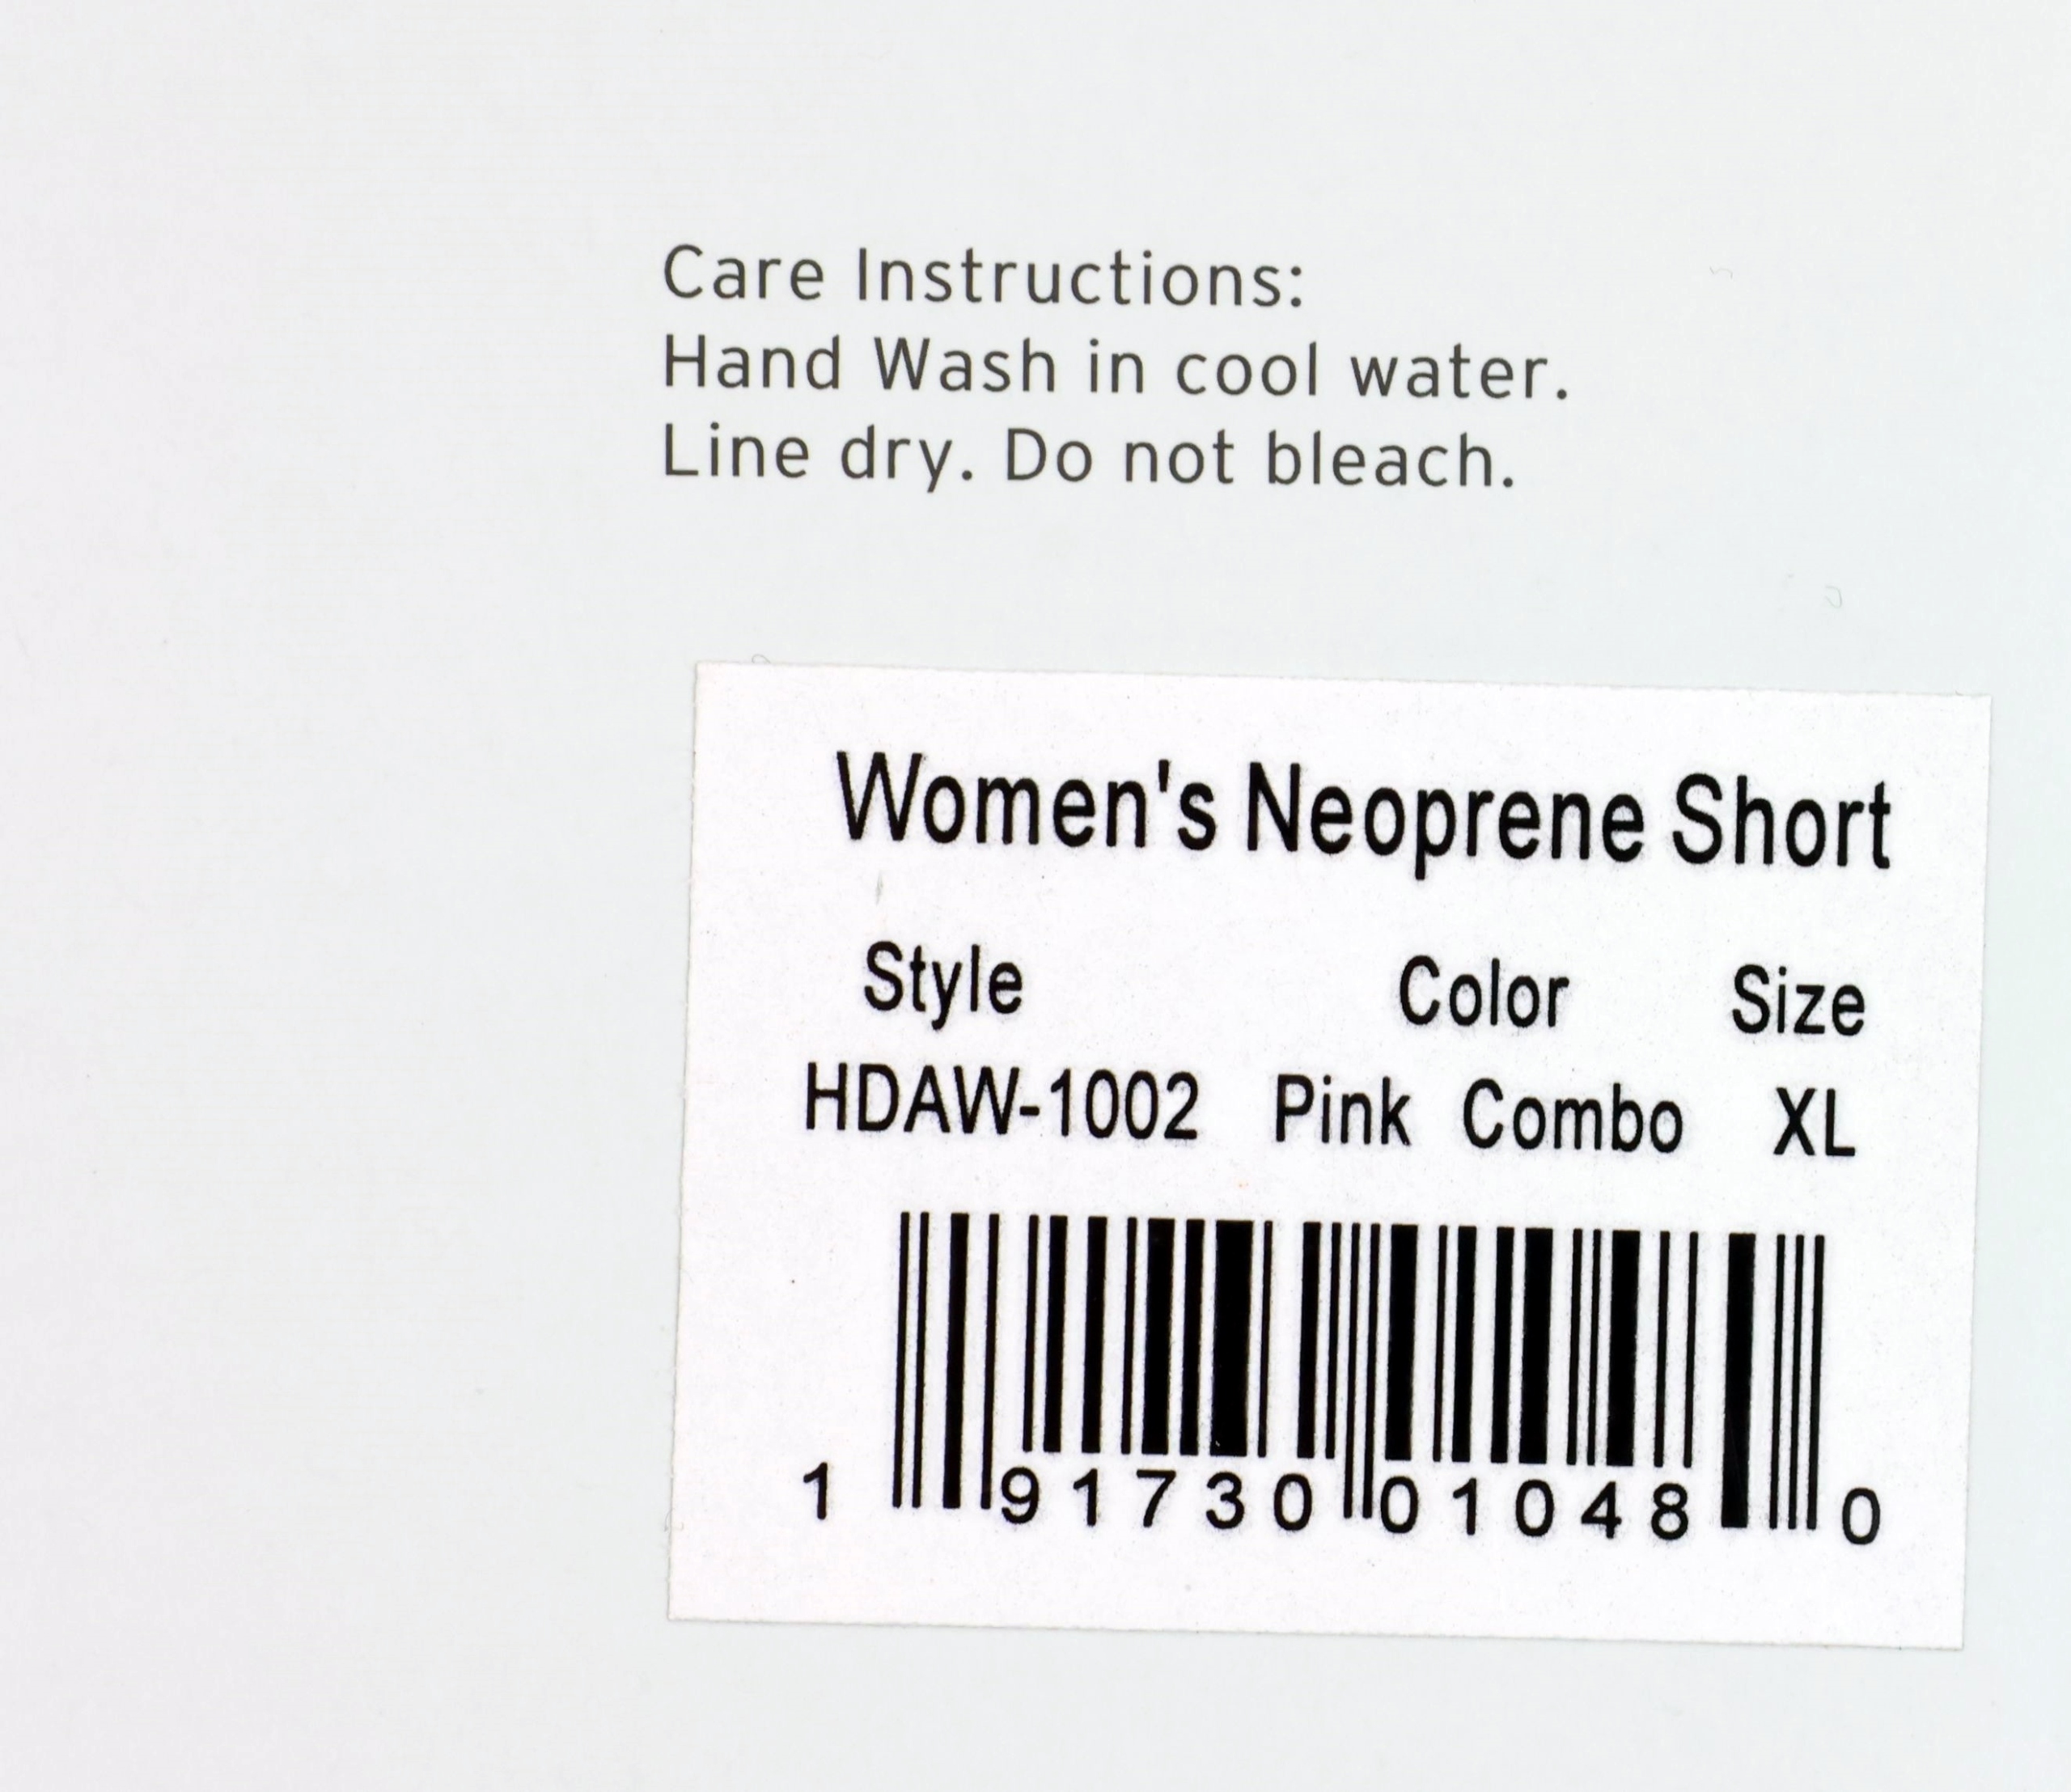 Care Instructions:
Hand Wash in cool water.
Line dry. Do not bleach.
Women's Neoprene Short
Style Color Size
HDAW-1002 Pink Combo XL
1 91730 01048 0